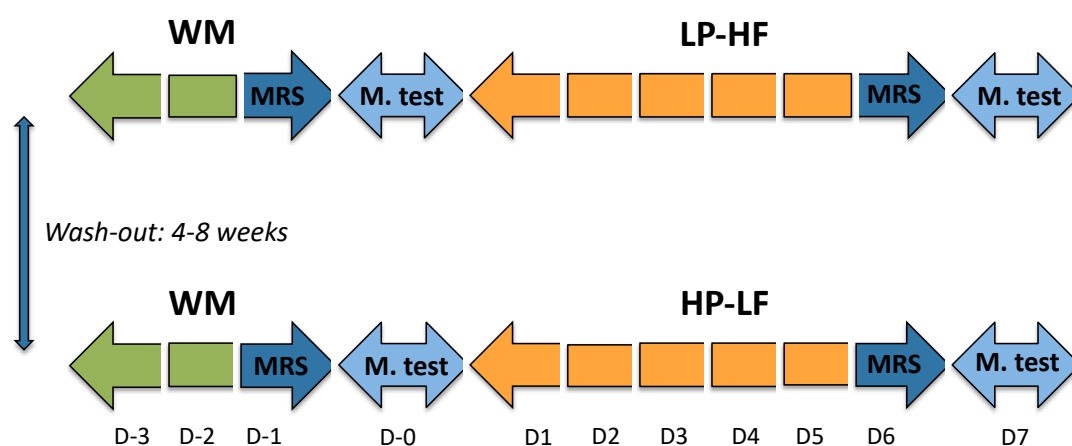 WM LP-HF
MRS M. test MRS M. test
Wash-out: 4-8 weeks
WM HP-LF
MRS M. test MRS M. test
D-3 D-2 D-1 D-0 D1 D2 D3 D4 D5 D6 D7